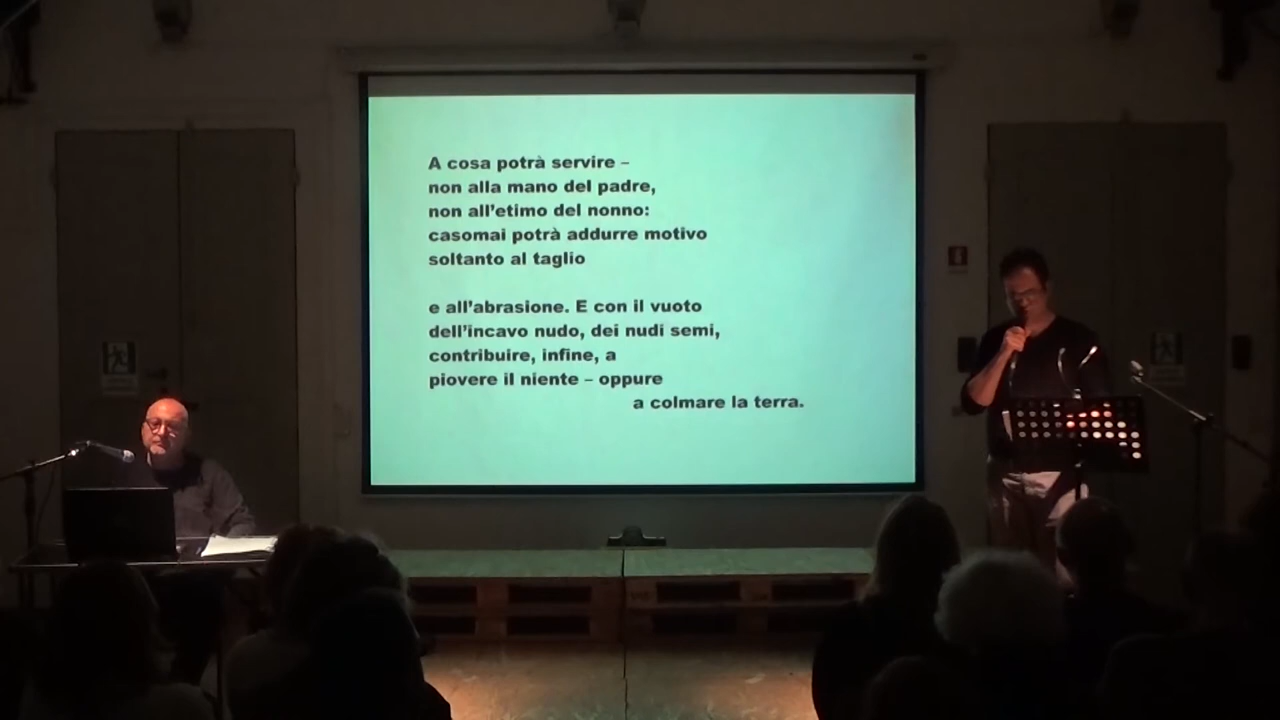 A cosa potrà servire –
non alla mano del padre,
non all'etimo del nonno:
casomai potrà addurre motivo
soltanto al taglio
e all'abrasione. E con il vuoto
dell'incavo nudo, dei nudi semi,
contribuire, infine, a
piovere il niente – oppure
a colmare la terra.